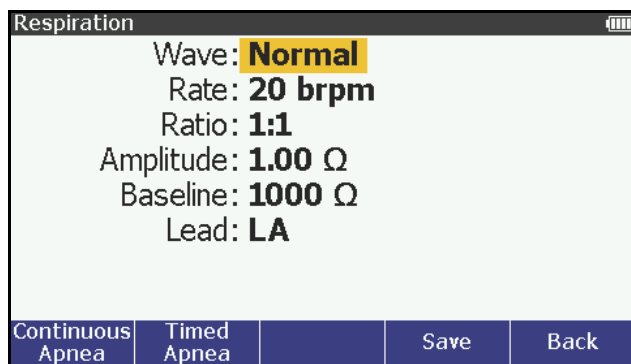 Respiration
Wave: Normal
Rate: 20 brpm
Ratio: 1:1
Amplitude: 1.00 Ω
Baseline: 1000 Ω
Lead: LA
Continuous Apnea
Timed Apnea
Save
Back